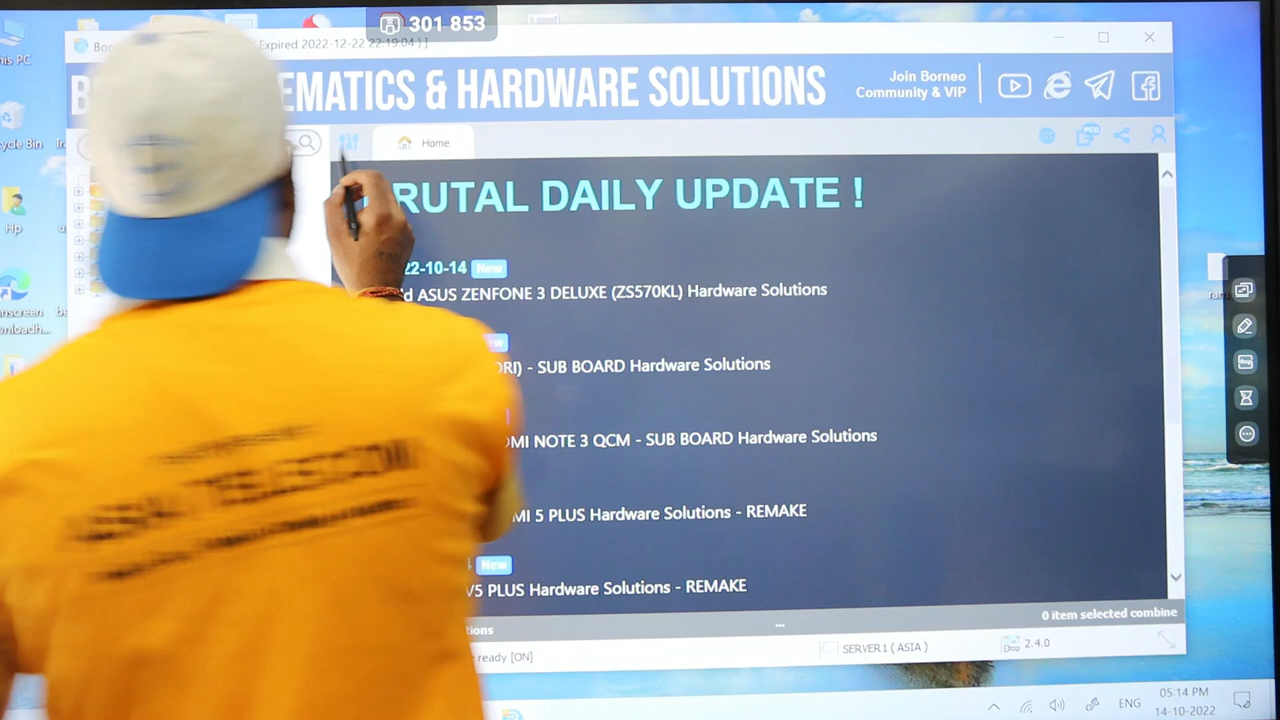 301 853
his PC
Expired 2022-12-22 22:19:04 ) ]
EMATICS & HARDWARE SOLUTIONS
Join Borneo
Community & VIP
ycle Bin
Home
RUTAL DAILY UPDATE !
Hp
22-10-14 New
d ASUS ZENFONE 3 DELUXE (ZS570KL) Hardware Solutions
ORI) - SUB BOARD Hardware Solutions
MI NOTE 3 QCM - SUB BOARD Hardware Solutions
MI 5 PLUS Hardware Solutions - REMAKE
New
V5 PLUS Hardware Solutions - REMAKE
tions
0 item selected combine
ready [ON]
SERVER1 ( ASIA )
2.4.0
ENG
05:14 PM
14-10-2022